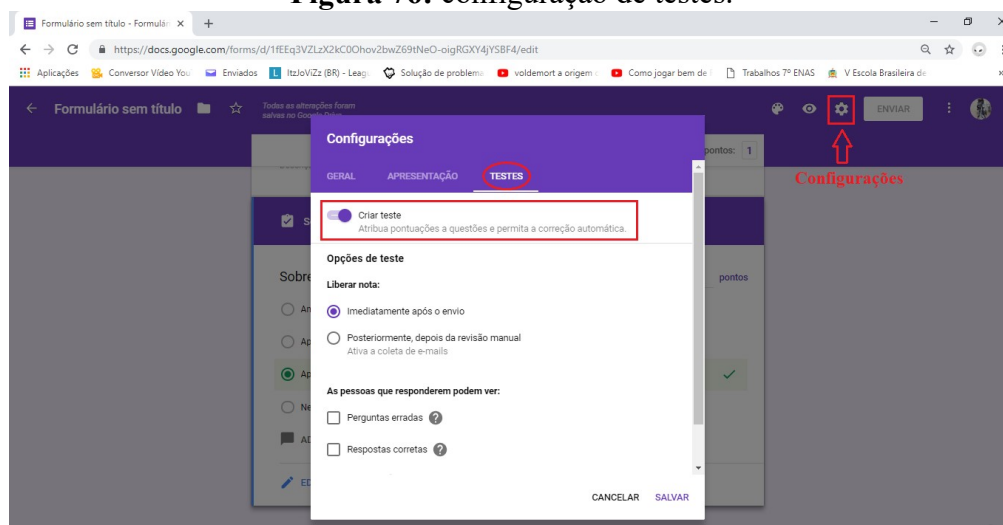 Figura 76: configuração de testes.
Formulário sem título - Formulár
https://docs.google.com/forms/d/1fEEq3VZLzX2kC0Ohov2bwZ69tNeO-oigRGXY4jYSBF4/edit
Aplicações Conversor Vídeo You Enviados ItzJoViZz (BR) - Leag Solução de problema voldemort a origem Como jogar bem de Trabalhos 7º ENAS V Escola Brasileira de
Formulário sem título
Todas as alterações foram
salvas no Google Drive
ENVIAR
Configurações
pontos: 1
GERAL APRESENTAÇÃO TESTES
Configurações
Criar teste
Atribua pontuações a questões e permita a correção automática.
Opções de teste
Sobre
pontos
Liberar nota:
Imediatamente após o envio
Posteriormente, depois da revisão manual
Ativa a coleta de e-mails
As pessoas que responderem podem ver:
Perguntas erradas
Respostas corretas
CANCELAR SALVAR